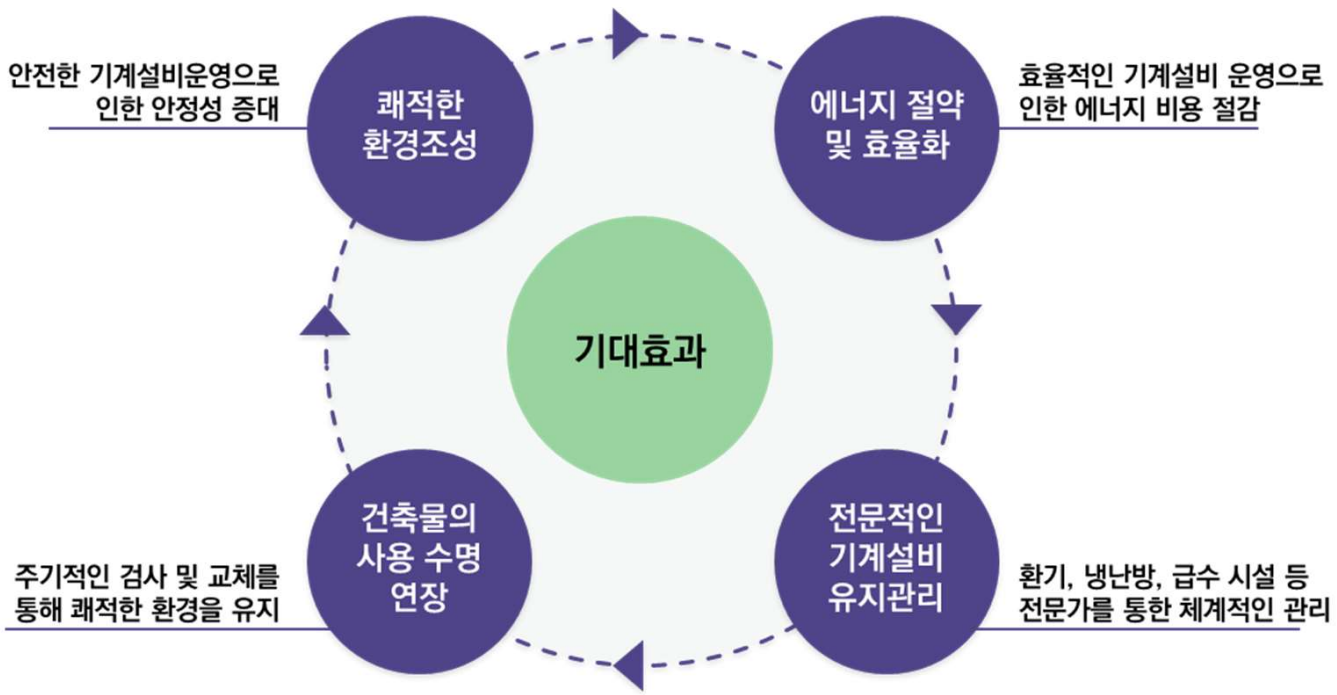 안전한 기계설비운영으로
인한 안정성 증대
쾌적한
환경조성
에너지 절약
및 효율화
효율적인 기계설비 운영으로
인한 에너지 비용 절감
기대효과
주기적인 검사 및 교체를
통해 쾌적한 환경을 유지
건축물의
사용 수명
연장
전문적인
기계설비
유지관리
환기, 냉난방, 급수 시설 등
전문가를 통한 체계적인 관리